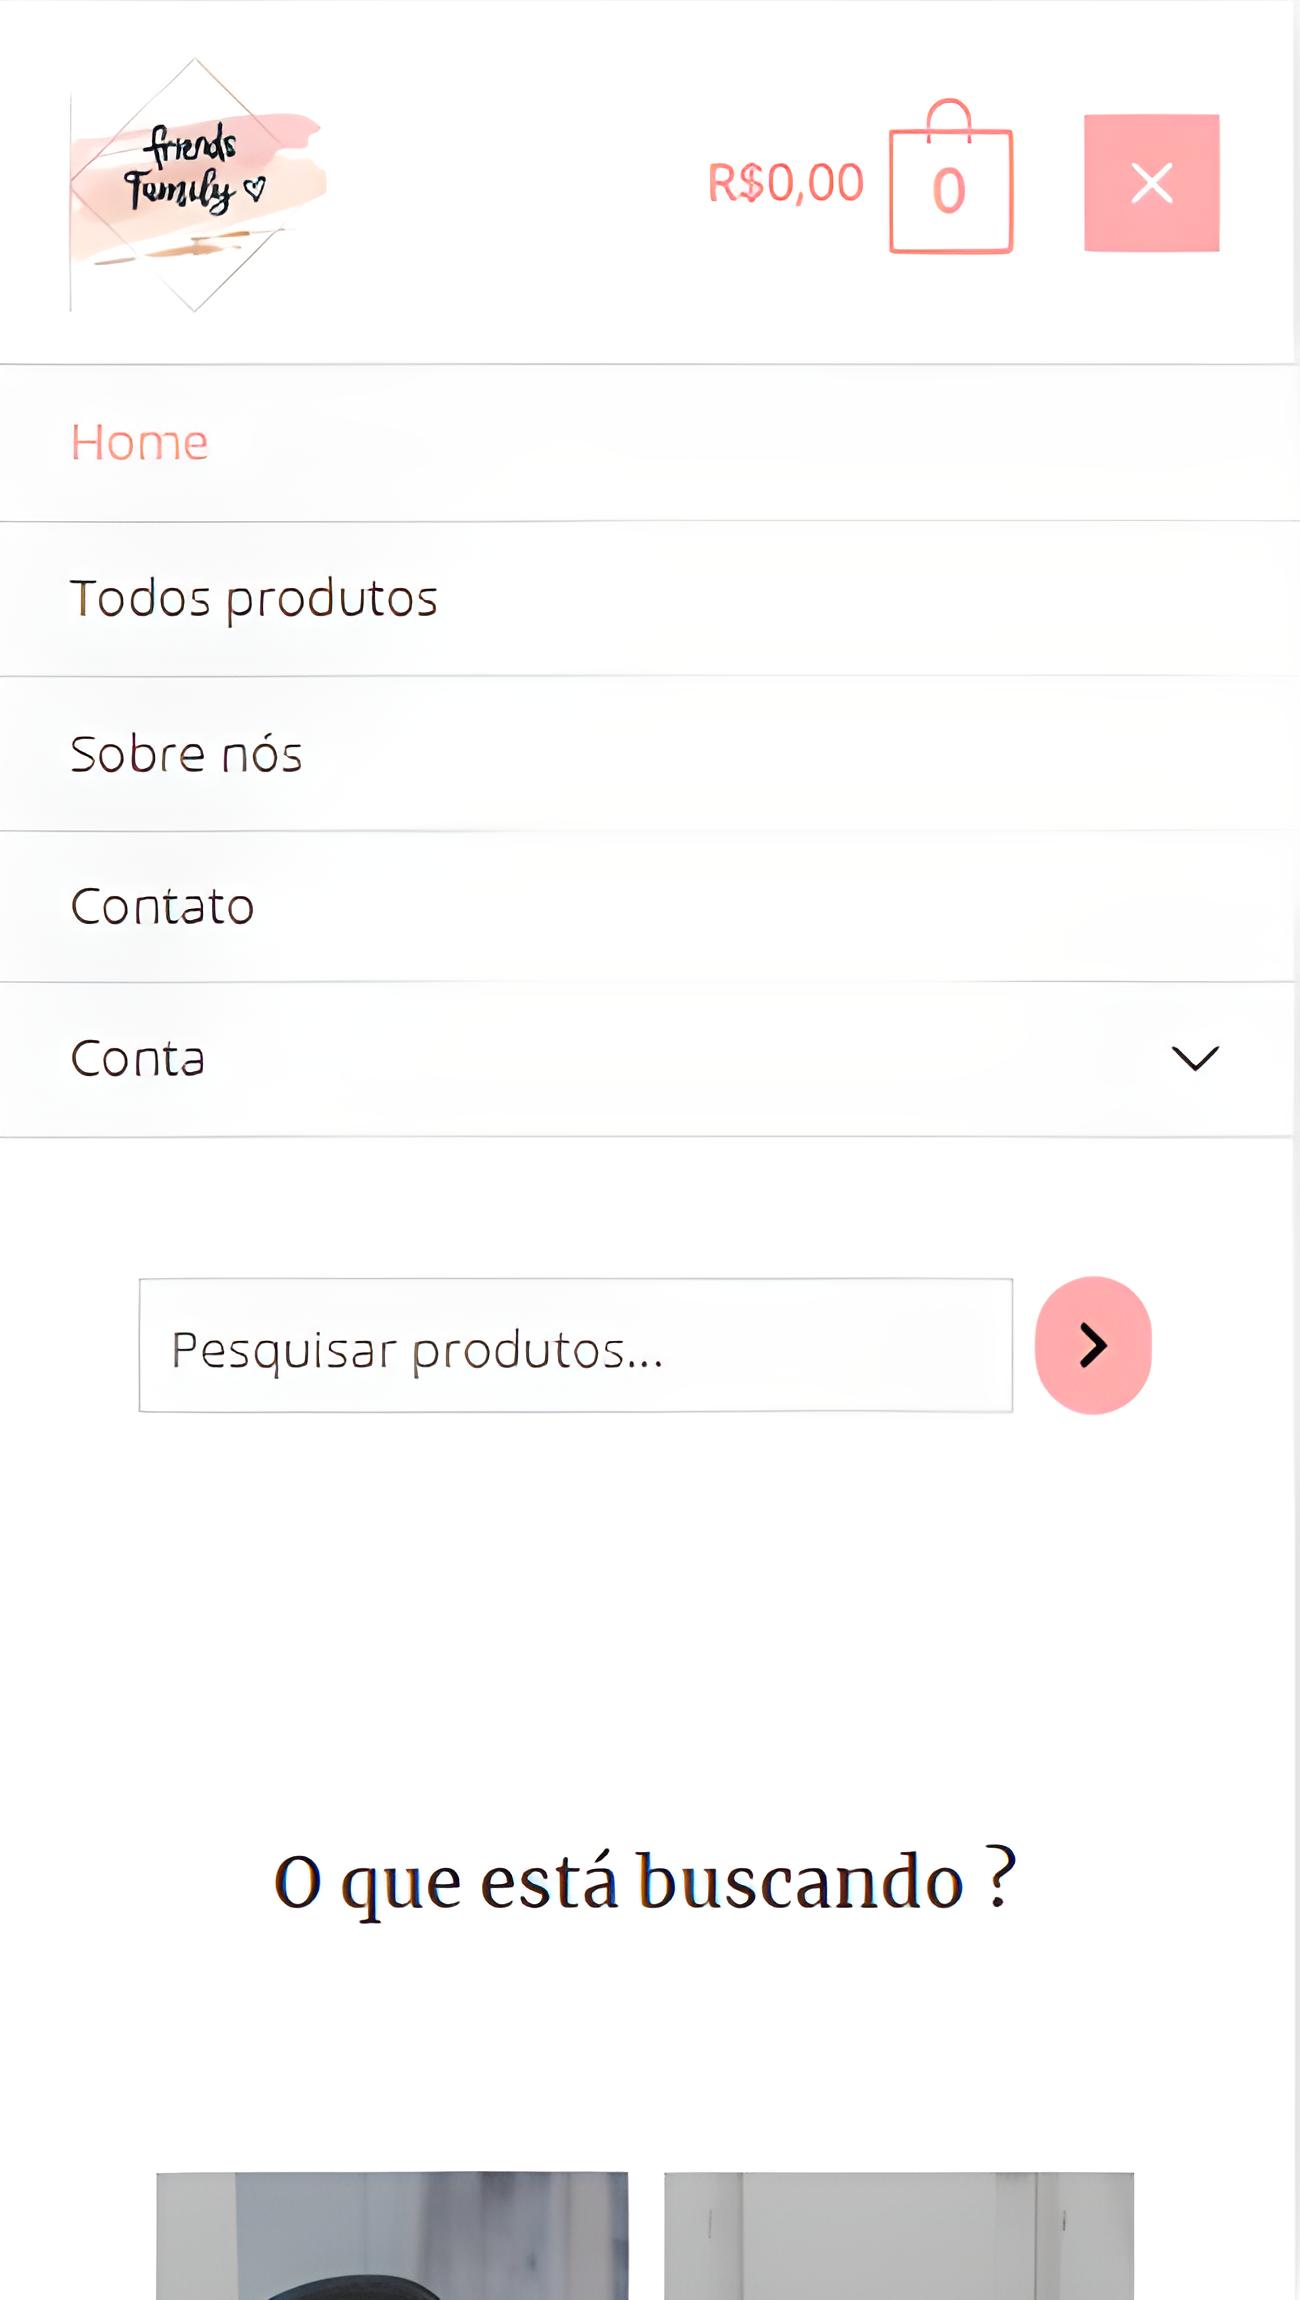 friends
Family
R$0,00
0
Home
Todos produtos
Sobre nós
Contato
Conta
Pesquisar produtos...
O que está buscando ?